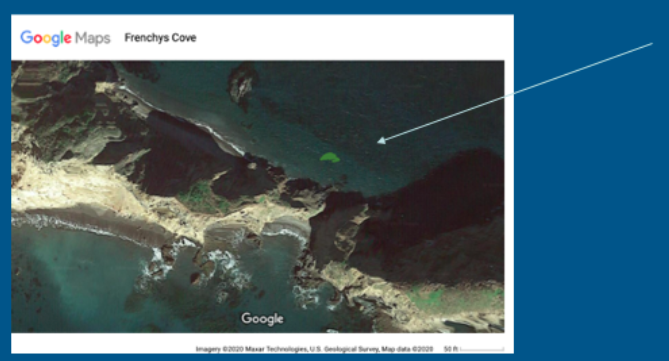 Google Maps Frenchys Cove
Google
Imagery ©2020 Maxar Technologies, U.S. Geological Survey, Map data ©2020 50 ft